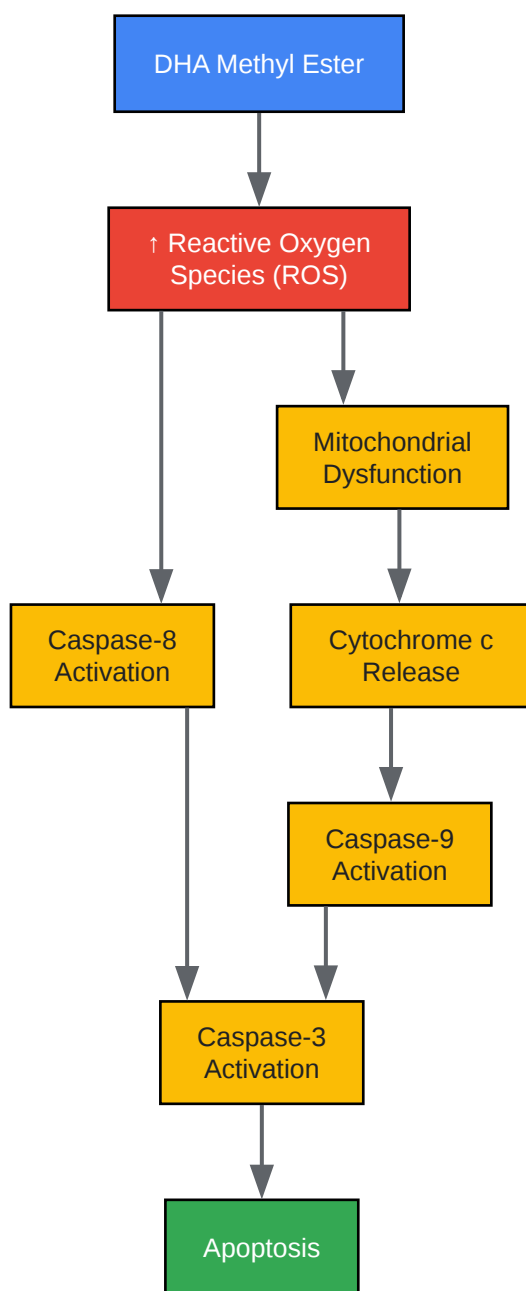 DHA Methyl Ester
↑ Reactive Oxygen
Species (ROS)
Mitochondrial
Dysfunction
Caspase-8
Activation
Cytochrome c
Release
Caspase-9
Activation
Caspase-3
Activation
Apoptosis